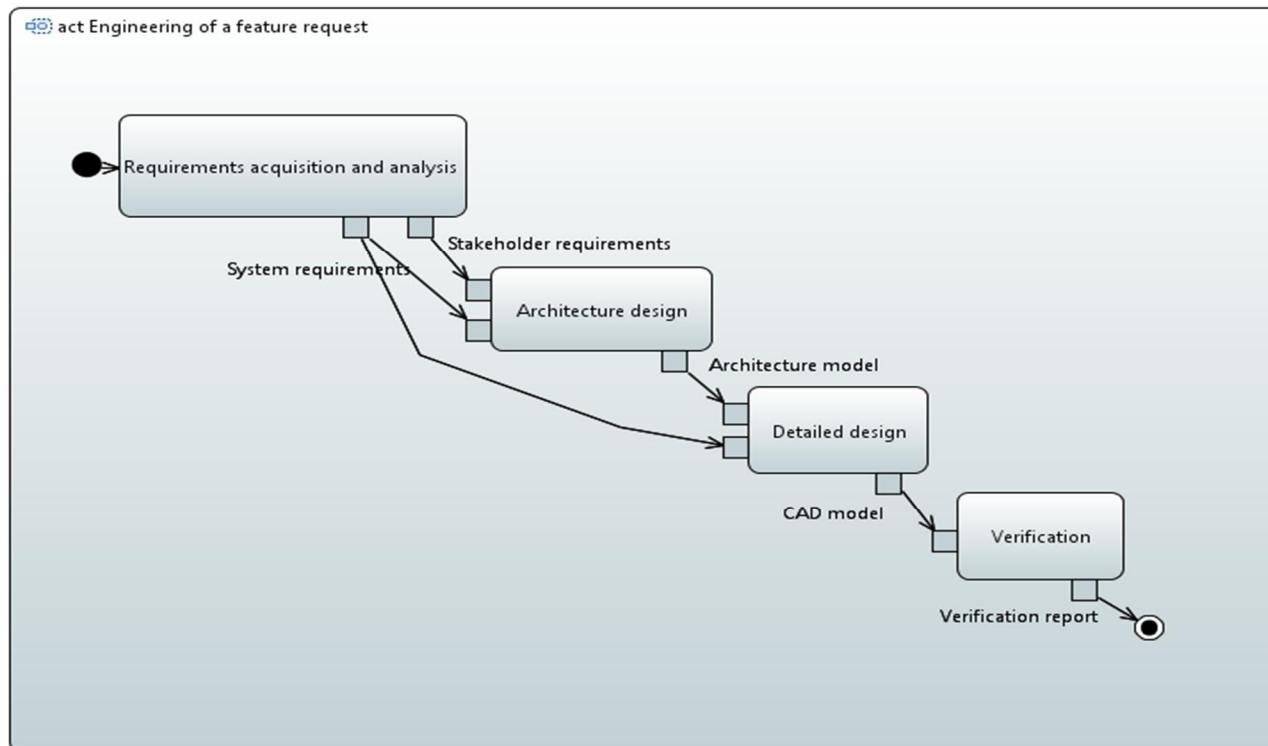 act Engineering of a feature request
Requirements acquisition and analysis
Stakeholder requirements
System requirements
Architecture design
Architecture model
Detailed design
CAD model
Verification
Verification report